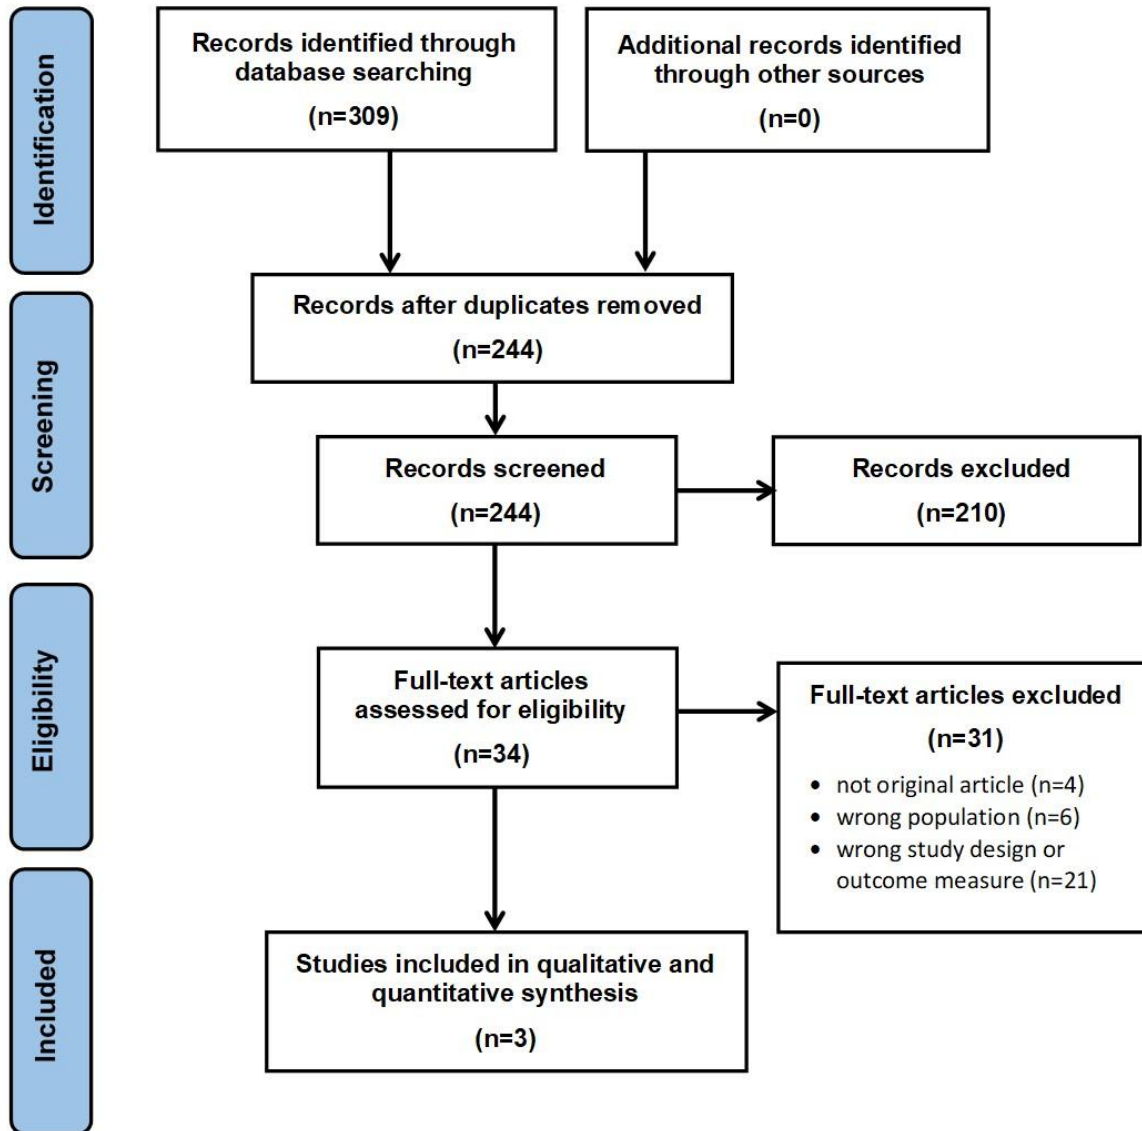 Identification
Records identified through
database searching
(n=309)
Additional records identified
through other sources
(n=0)
Screening
Records after duplicates removed
(n=244)
Records screened
(n=244)
Records excluded
(n=210)
Eligibility
Full-text articles
assessed for eligibility
(n=34)
Full-text articles excluded
(n=31)
• not original article (n=4)
• wrong population (n=6)
• wrong study design or
outcome measure (n=21)
Included
Studies included in qualitative and
quantitative synthesis
(n=3)